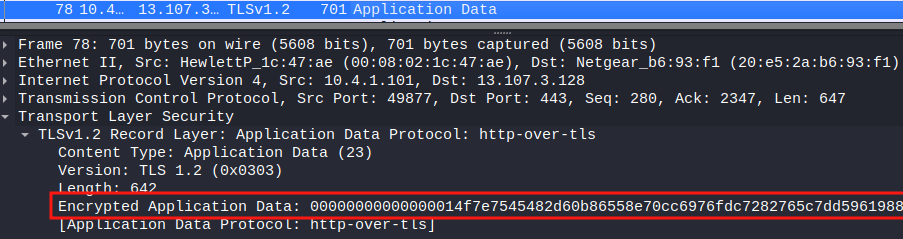 78 10.4… 13.107.3… TLSv1.2 701 Application Data
Frame 78: 701 bytes on wire (5608 bits), 701 bytes captured (5608 bits)
Ethernet II, Src: HewlettP_1c:47:ae (00:08:02:1c:47:ae), Dst: Netgear_b6:93:f1 (20:e5:2a:b6:93:f1)
Internet Protocol Version 4, Src: 10.4.1.101, Dst: 13.107.3.128
Transmission Control Protocol, Src Port: 49877, Dst Port: 443, Seq: 280, Ack: 2347, Len: 647
Transport Layer Security
TLSv1.2 Record Layer: Application Data Protocol: http-over-tls
Content Type: Application Data (23)
Version: TLS 1.2 (0x0303)
Length: 642
Encrypted Application Data: 00000000000000014f7e7545482d60b86558e70cc6976fdc7282765c7dd5961988
[Application Data Protocol: http-over-tls]